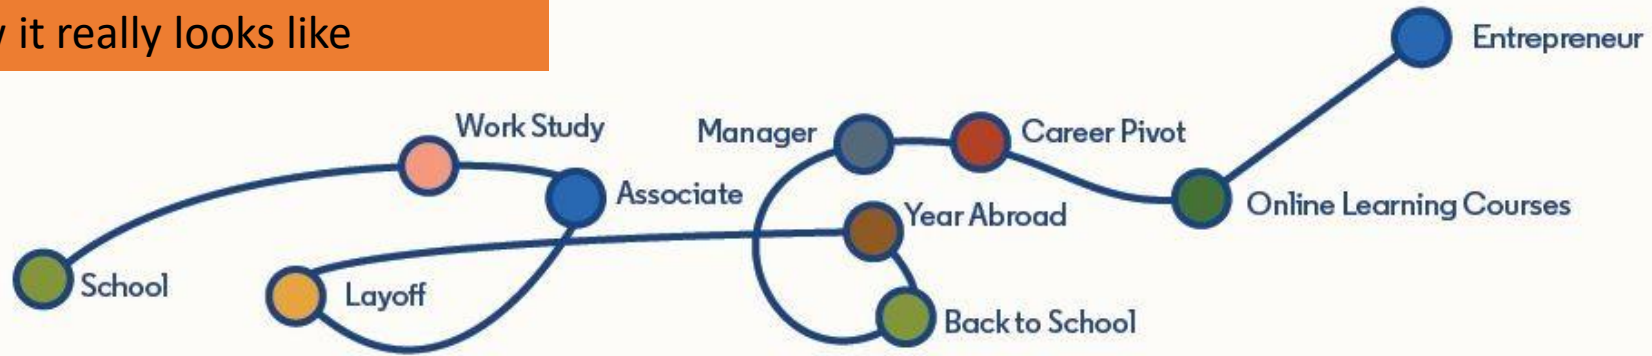 it really looks like
Entrepreneur
Work Study
Manager
Career Pivot
Associate
Year Abroad
Online Learning Courses
School
Layoff
Back to School